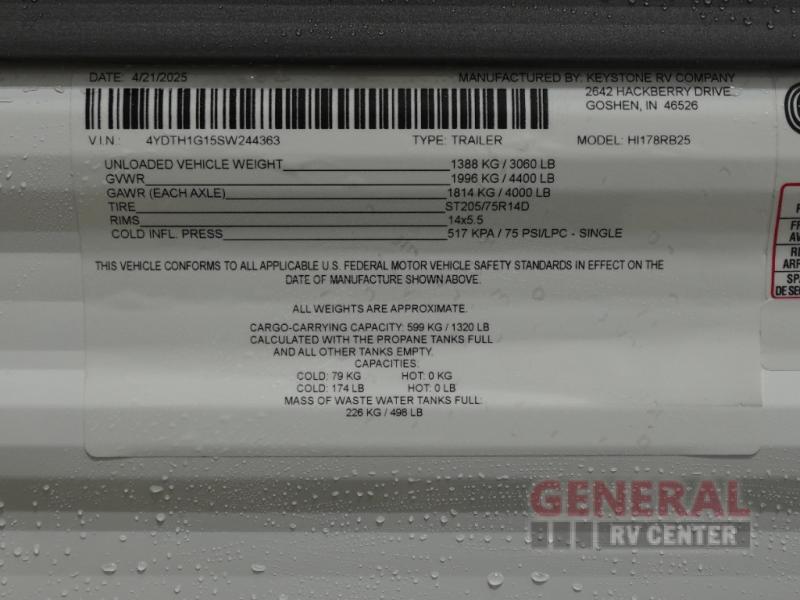 DATE: 4/21/2025 MANUFACTURED BY: KEYSTONE RV COMPANY
2642 HACKBERRY DRIVE
GOSHEN, IN 46526
V.I.N.: 4YDTH1G15SW244363 TYPE: TRAILER MODEL: HI178RB25
UNLOADED VEHICLE WEIGHT 1388 KG / 3060 LB
GVWR 1996 KG / 4400 LB
GAWR (EACH AXLE) 1814 KG / 4000 LB
TIRE ST205/75R14D
RIMS 14x5.5
COLD INFL. PRESS 517 KPA / 75 PSI/LPC - SINGLE
THIS VEHICLE CONFORMS TO ALL APPLICABLE U.S. FEDERAL MOTOR VEHICLE SAFETY STANDARDS IN EFFECT ON THE
DATE OF MANUFACTURE SHOWN ABOVE.
ALL WEIGHTS ARE APPROXIMATE.
CARGO-CARRYING CAPACITY: 599 KG / 1320 LB
CALCULATED WITH THE PROPANE TANKS FULL
AND ALL OTHER TANKS EMPTY.
CAPACITIES:
COLD: 79 KG HOT: 0 KG
COLD: 174 LB HOT: 0 LB
MASS OF WASTE WATER TANKS FULL:
226 KG / 498 LB
DE SE
GENERAL
RV CENTER